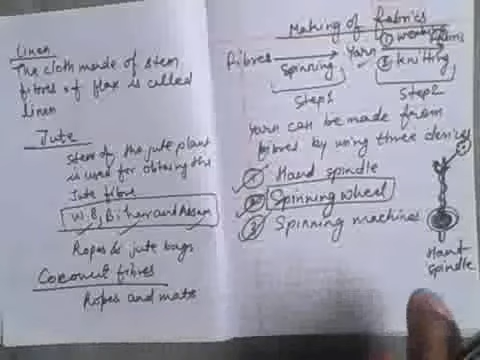 Linen
The cloth made of stem
fibres of flax is called
linen
Jute
stem of the jute plant
is used for obtaining the
Jute fibre
W.B, Bihar and Assam
Ropes & jute bags
Coconut fibres
Ropes and mats
Making of fabrics
① weaving
Fibres → Yarn →
Spinning ② knitting
Step1 Step2
Yarn can be made from
fibres by using three devices
① Hand spindle
② Spinning wheel
③ Spinning machines
Hand
spindle